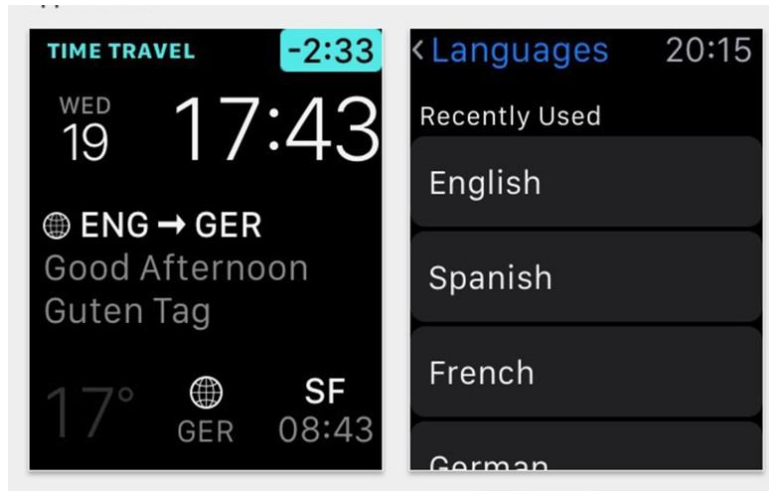 TIME TRAVEL -2:33
WED
19 17:43
ENG → GER
Good Afternoon
Guten Tag
17° GER SF
08:43
< Languages 20:15
Recently Used
English
Spanish
French
German